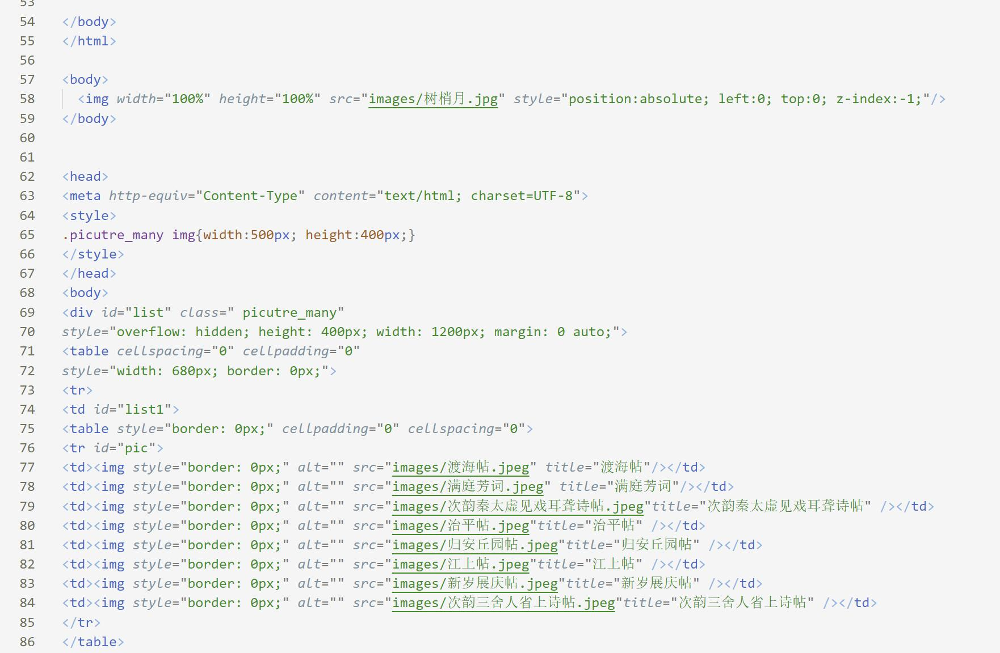 53
54 </body>
55 </html>
56
57 <body>
58 <img width="100%" height="100%" src="images/树梢月.jpg" style="position:absolute; left:0; top:0; z-index:-1;"/>
59 </body>
60
61
62 <head>
63 <meta http-equiv="Content-Type" content="text/html; charset=UTF-8">
64 <style>
65 .picutre_many img{width:500px; height:400px;}
66 </style>
67 </head>
68 <body>
69 <div id="list" class=" picutre_many"
70 style="overflow: hidden; height: 400px; width: 1200px; margin: 0 auto;">
71 <table cellspacing="0" cellpadding="0"
72 style="width: 680px; border: 0px;">
73 <tr>
74 <td id="list1">
75 <table style="border: 0px;" cellpadding="0" cellspacing="0">
76 <tr id="pic">
77 <td><img style="border: 0px;" alt="" src="images/渡海帖.jpeg" title="渡海帖"/></td>
78 <td><img style="border: 0px;" alt="" src="images/满庭芳词.jpeg" title="满庭芳词"/></td>
79 <td><img style="border: 0px;" alt="" src="images/次韵秦太虚见戏耳聋诗帖.jpeg"title="次韵秦太虚见戏耳聋诗帖" /></td>
80 <td><img style="border: 0px;" alt="" src="images/治平帖.jpeg"title="治平帖" /></td>
81 <td><img style="border: 0px;" alt="" src="images/归安丘园帖.jpeg"title="归安丘园帖" /></td>
82 <td><img style="border: 0px;" alt="" src="images/江上帖.jpeg"title="江上帖" /></td>
83 <td><img style="border: 0px;" alt="" src="images/新岁展庆帖.jpeg"title="新岁展庆帖" /></td>
84 <td><img style="border: 0px;" alt="" src="images/次韵三舍人省上诗帖.jpeg"title="次韵三舍人省上诗帖" /></td>
85 </tr>
86 </table>